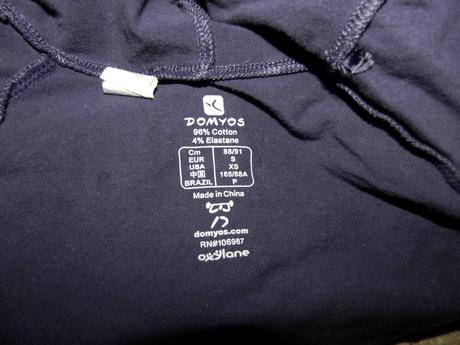 DOMYOS
96% Cotton
4% Elastane
Cm 88/91
EUR S
USA XS
中国 165/88A
BRAZIL P
Made in China
domyos.com
RN#106987
oxylane